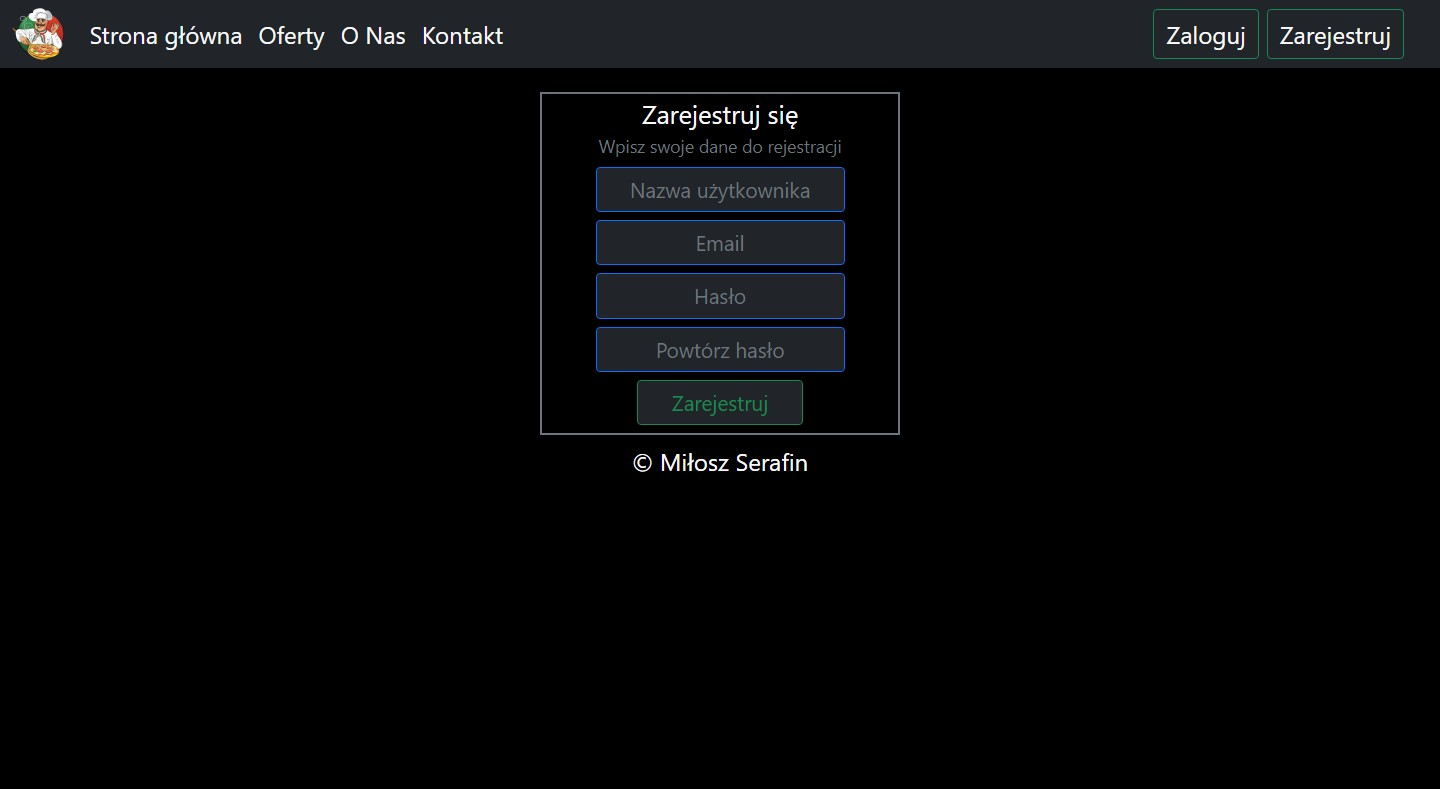 Strona główna Oferty O Nas Kontakt Zaloguj Zarejestruj
Zarejestruj się
Wpisz swoje dane do rejestracji
Nazwa użytkownika
Email
Hasło
Powtórz hasło
Zarejestruj
© Miłosz Serafin